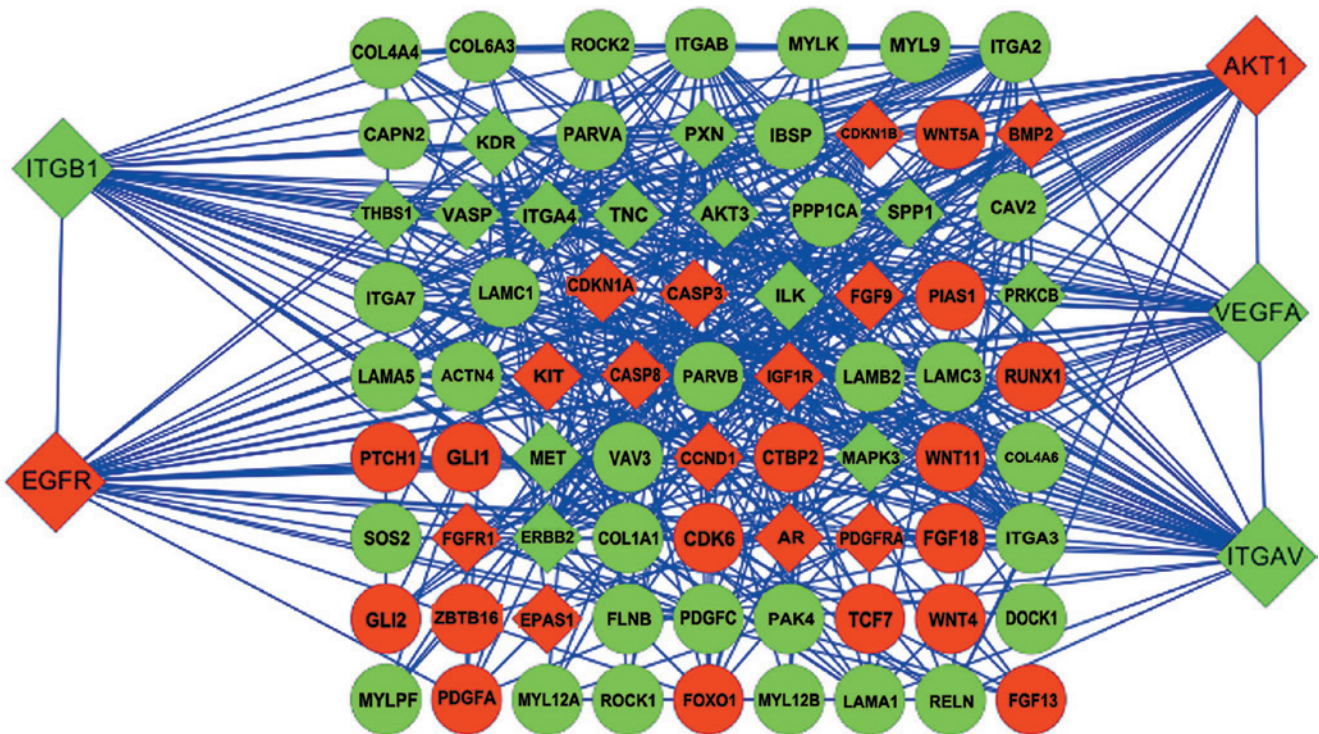 COL4A4 COL6A3 ROCK2 ITGAB MYLK MYL9 ITGA2
AKT1
CAPN2 KDR PARVA PXN IBSP CDKN1B WNT5A BMP2
ITGB1
THBS1 VASP ITGA4 TNC AKT3 PPP1CA SPP1 CAV2
ITGA7 LAMC1 CDKN1A CASP3 ILK FGF9 PIAS1 PRKCB
VEGFA
LAMA5 ACTN4 KIT CASP8 PARVB IGF1R LAMB2 LAMC3 RUNX1
PTCH1 GLI1 MET VAV3 CCND1 CTBP2 MAPK3 WNT11 COL4A6
EGFR
SOS2 FGFR1 ERBB2 COL1A1 CDK6 AR PDGFRA FGF18 ITGA3
ITGAV
GLI2 ZBTB16 EPAS1 FLNB PDGFC PAK4 TCF7 WNT4 DOCK1
MYLPF PDGFA MYL12A ROCK1 FOXO1 MYL12B LAMA1 RELN FGF13